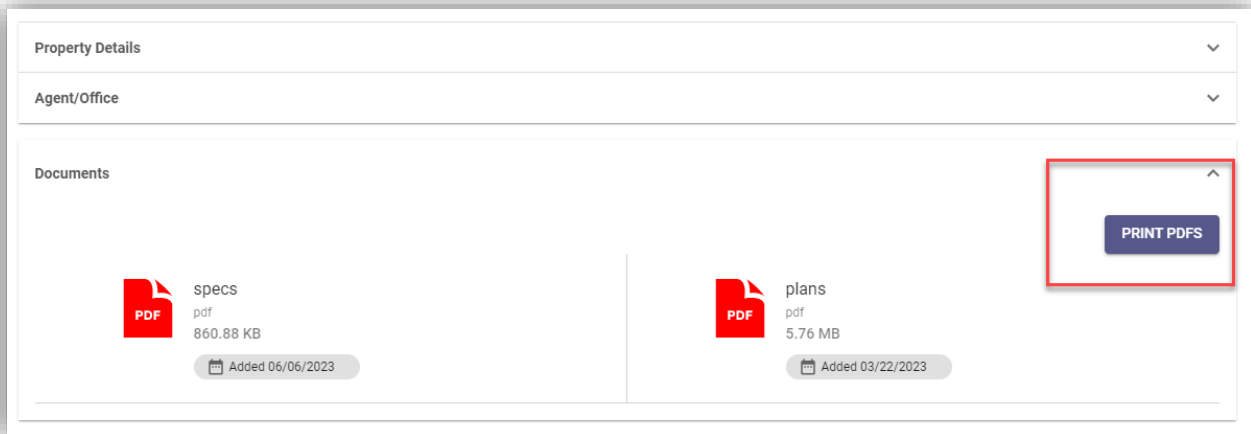 Property Details
Agent/Office
Documents
PRINT PDFS
PDF
specs
pdf
860.88 KB
Added 06/06/2023
PDF
plans
pdf
5.76 MB
Added 03/22/2023